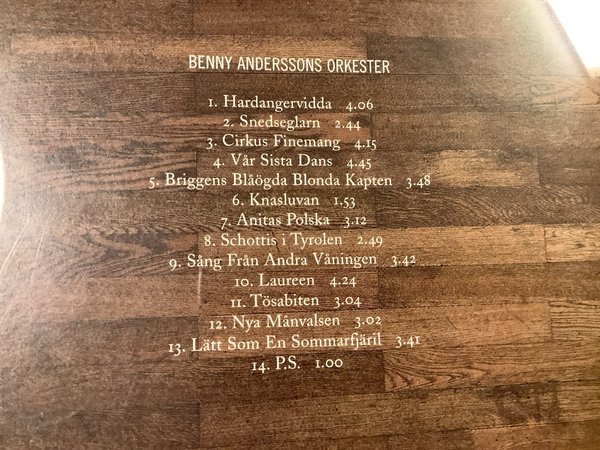 BENNY ANDERSSONS ORKESTER
1. Hardangervidda 4.06
2. Snedseglarn 2.44
3. Cirkus Finemang 4.15
4. Vår Sista Dans 4.45
5. Briggens Blåögda Blonda Kapten 3.48
6. Knasluvan 1.53
7. Anitas Polska 3.12
8. Schottis i Tyrolen 2.49
9. Sång Från Andra Våningen 3.42
10. Laureen 4.24
11. Tösabiten 3.04
12. Nya Månvalsen 3.02
13. Lätt Som En Sommarfjäril 3.41
14. P.S. 1.00